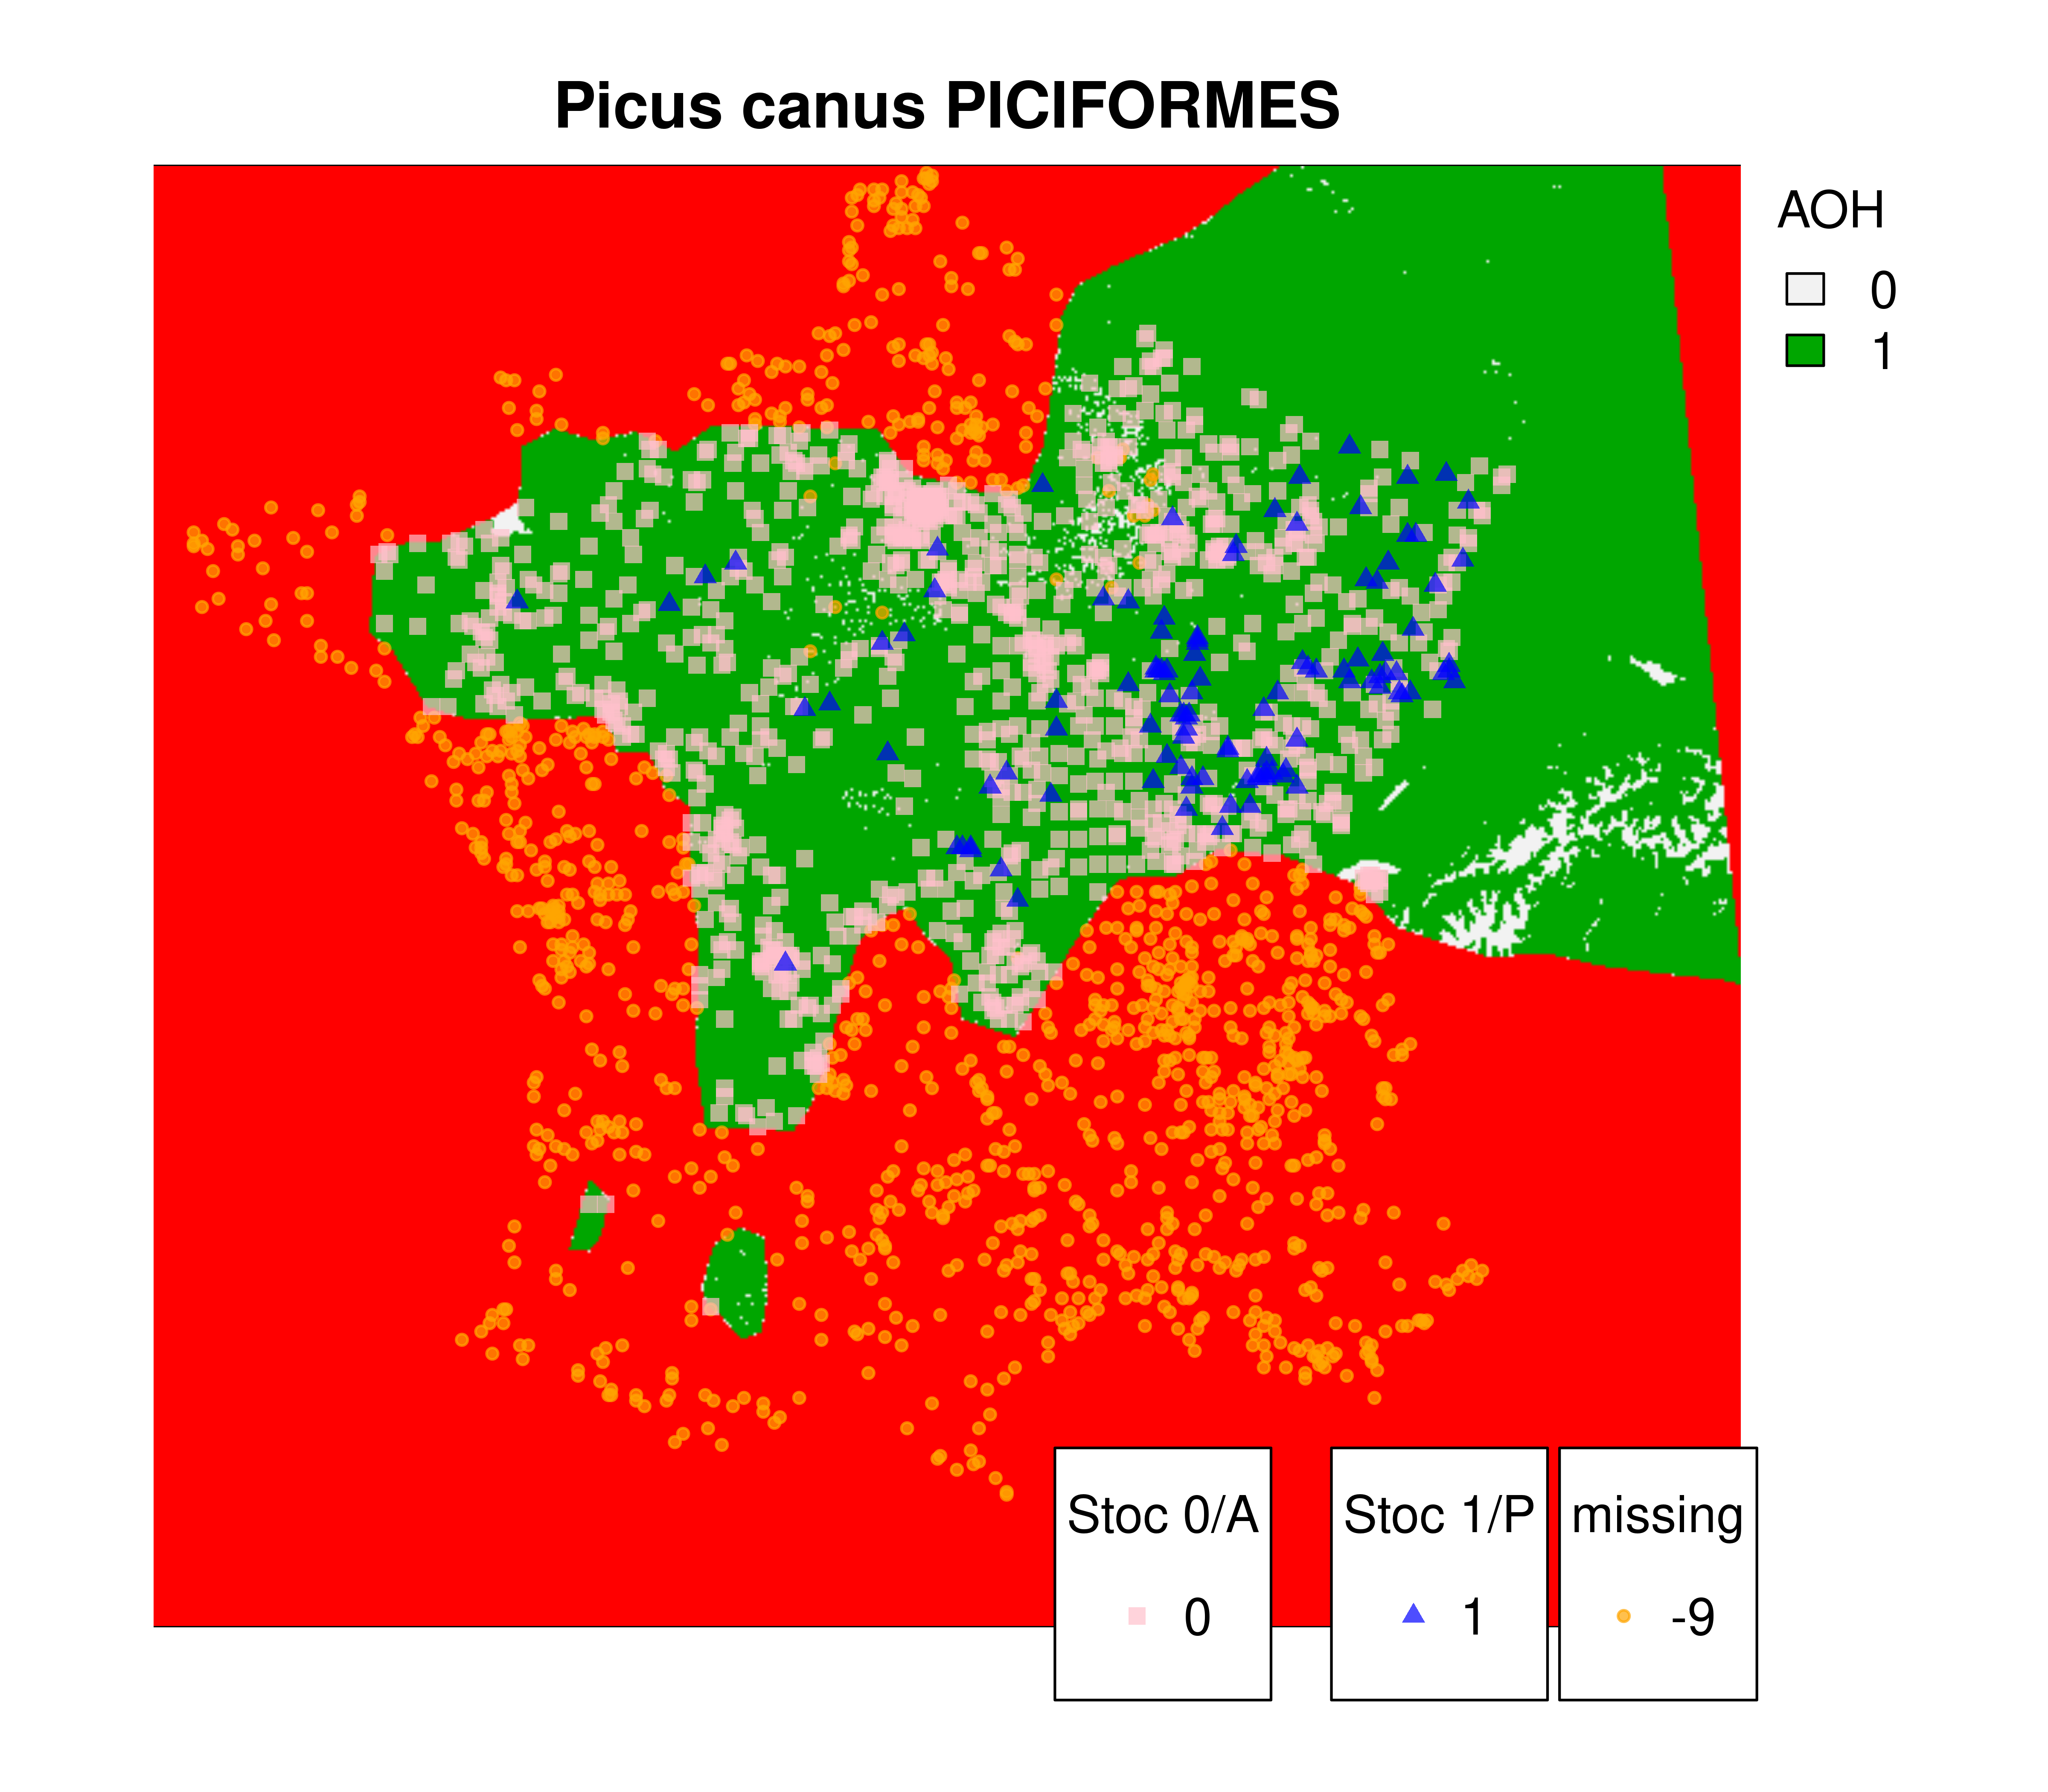 Picus canus PICIFORMES
AOH
0
1
Stoc 0/A
0
Stoc 1/P
1
missing
-9